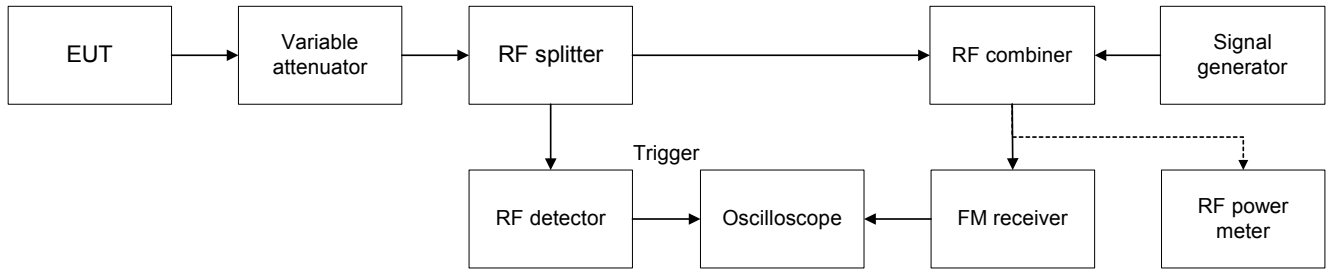 EUT
Variable
attenuator
RF splitter
RF combiner
Signal
generator
Trigger
RF detector
Oscilloscope
FM receiver
RF power
meter